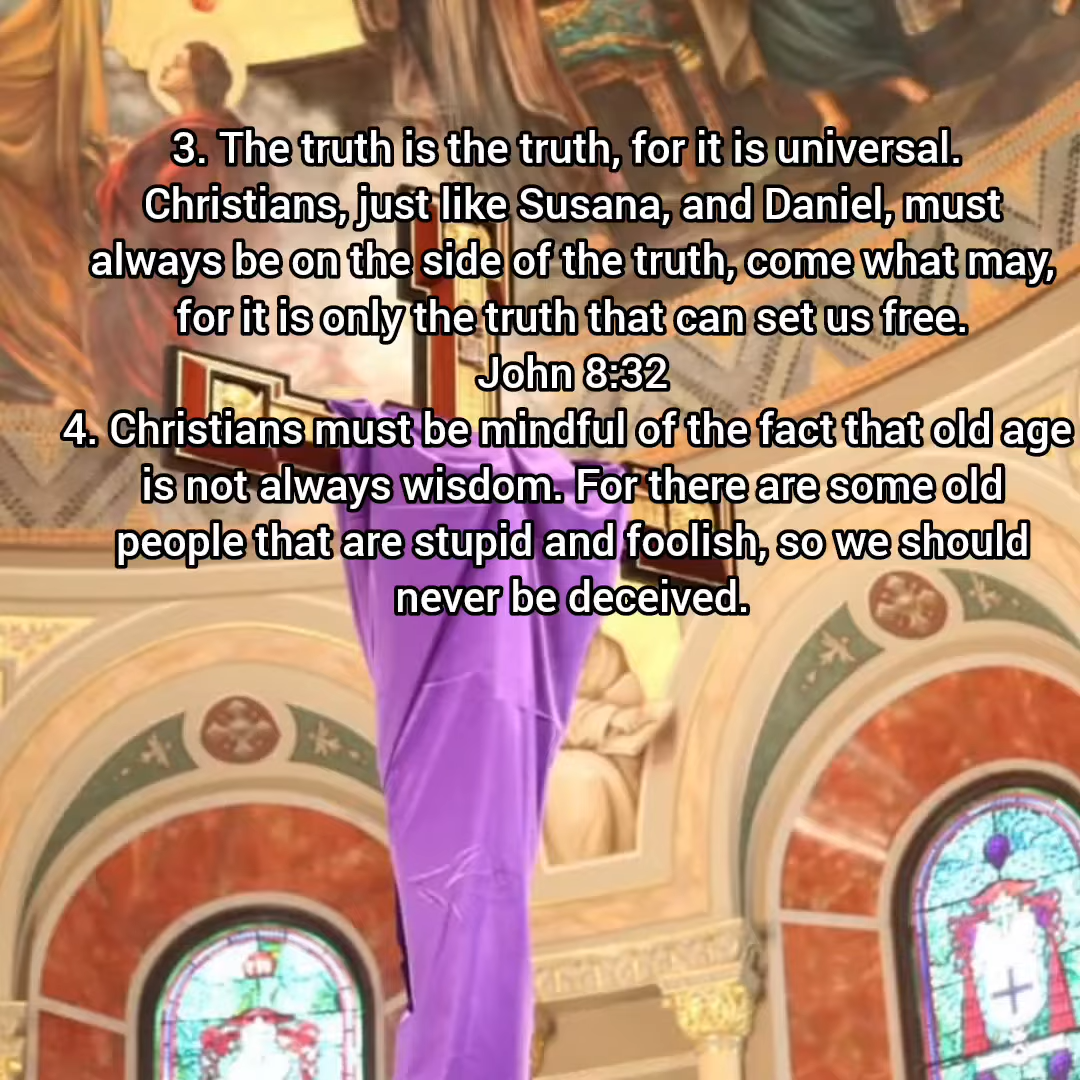 3. The truth is the truth, for it is universal.
Christians, just like Susana, and Daniel, must
always be on the side of the truth, come what may,
for it is only the truth that can set us free.
John 8:32
4. Christians must be mindful of the fact that old age
is not always wisdom. For there are some old
people that are stupid and foolish, so we should
never be deceived.